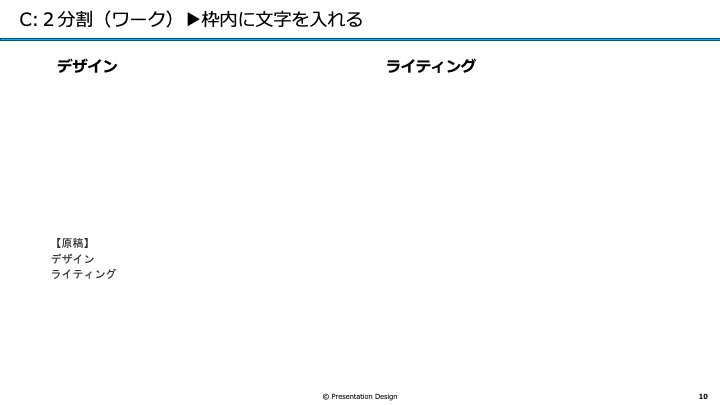 C:２分割（ワーク）▶枠内に文字を入れる
デザイン
ライティング
【原稿】
デザイン
ライティング
© Presentation Design
10